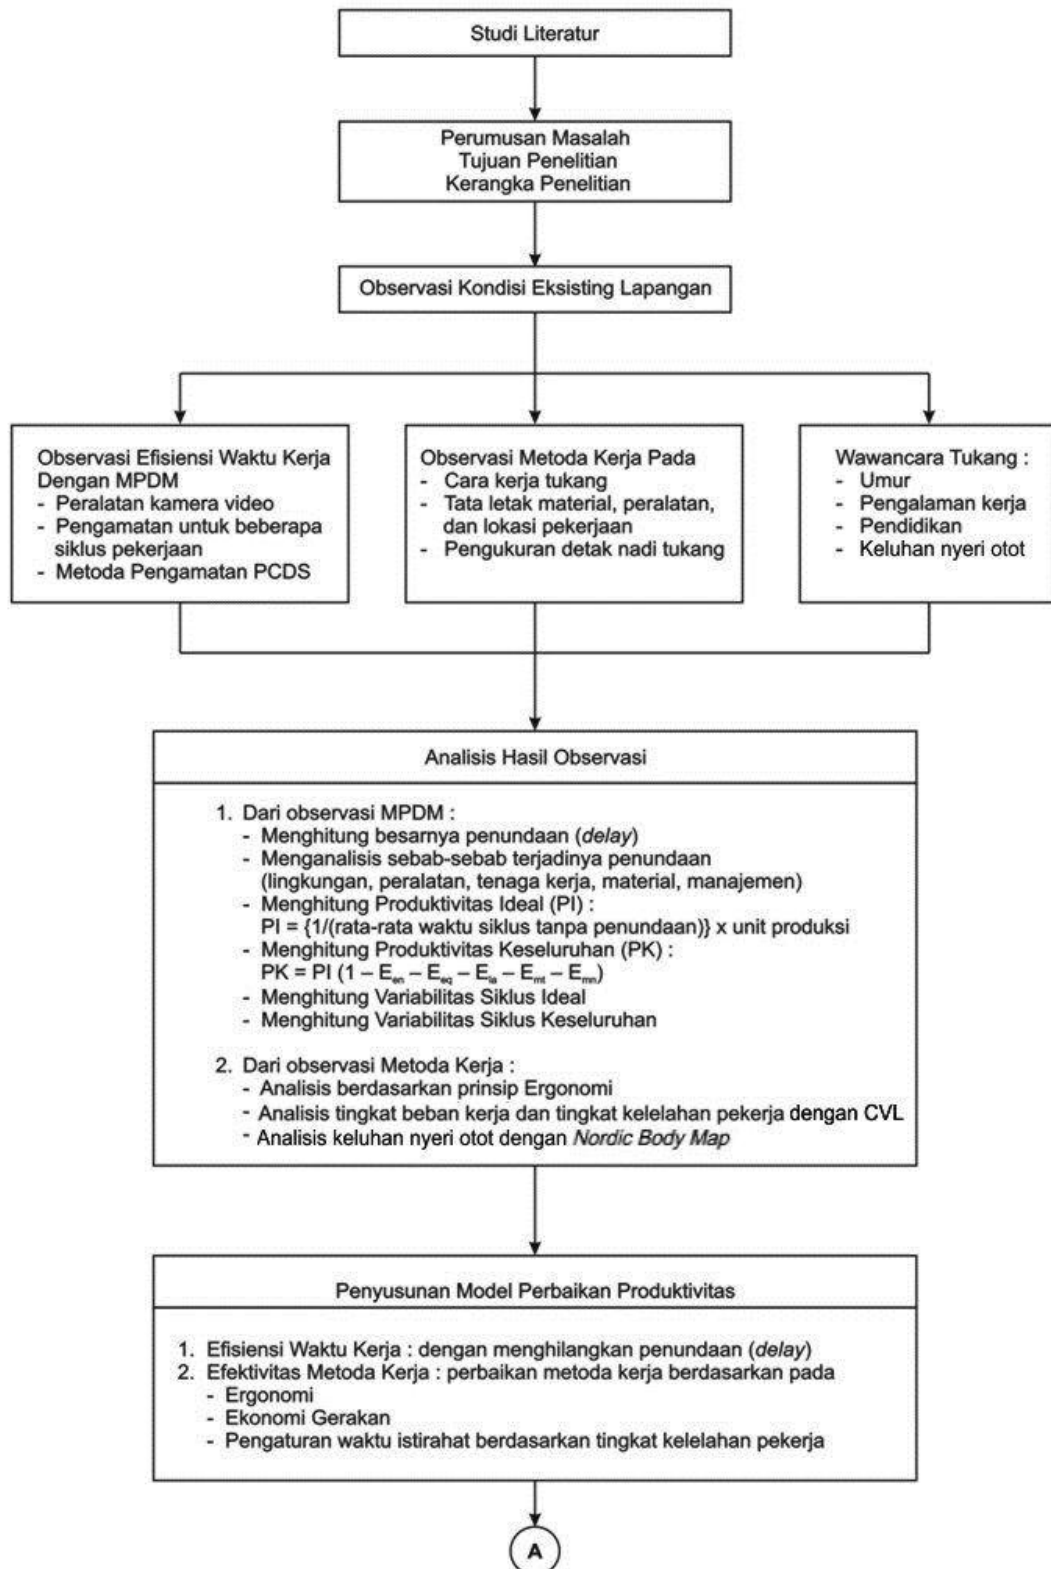 Studi Literatur
Perumusan Masalah
Tujuan Penelitian
Kerangka Penelitian
Observasi Kondisi Eksisting Lapangan
Observasi Efisiensi Waktu Kerja
Dengan MPDM
- Peralatan kamera video
- Pengamatan untuk beberapa
siklus pekerjaan
- Metoda Pengamatan PCDS
Observasi Metoda Kerja Pada
- Cara kerja tukang
- Tata letak material, peralatan,
dan lokasi pekerjaan
- Pengukuran detak nadi tukang
Wawancara Tukang :
- Umur
- Pengalaman kerja
- Pendidikan
- Keluhan nyeri otot
Analisis Hasil Observasi
1. Dari observasi MPDM :
- Menghitung besarnya penundaan (delay)
- Menganalisis sebab-sebab terjadinya penundaan
(lingkungan, peralatan, tenaga kerja, material, manajemen)
- Menghitung Produktivitas Ideal (PI) :
PI = {1/(rata-rata waktu siklus tanpa penundaan)} x unit produksi
- Menghitung Produktivitas Keseluruhan (PK) :
PK = PI (1 – Een – Eeq – Ela – Emt – Emn)
- Menghitung Variabilitas Siklus Ideal
- Menghitung Variabilitas Siklus Keseluruhan
2. Dari observasi Metoda Kerja :
- Analisis berdasarkan prinsip Ergonomi
- Analisis tingkat beban kerja dan tingkat kelelahan pekerja dengan CVL
- Analisis keluhan nyeri otot dengan Nordic Body Map
Penyusunan Model Perbaikan Produktivitas
1. Efisiensi Waktu Kerja : dengan menghilangkan penundaan (delay)
2. Efektivitas Metoda Kerja : perbaikan metoda kerja berdasarkan pada
- Ergonomi
- Ekonomi Gerakan
- Pengaturan waktu istirahat berdasarkan tingkat kelelahan pekerja
A